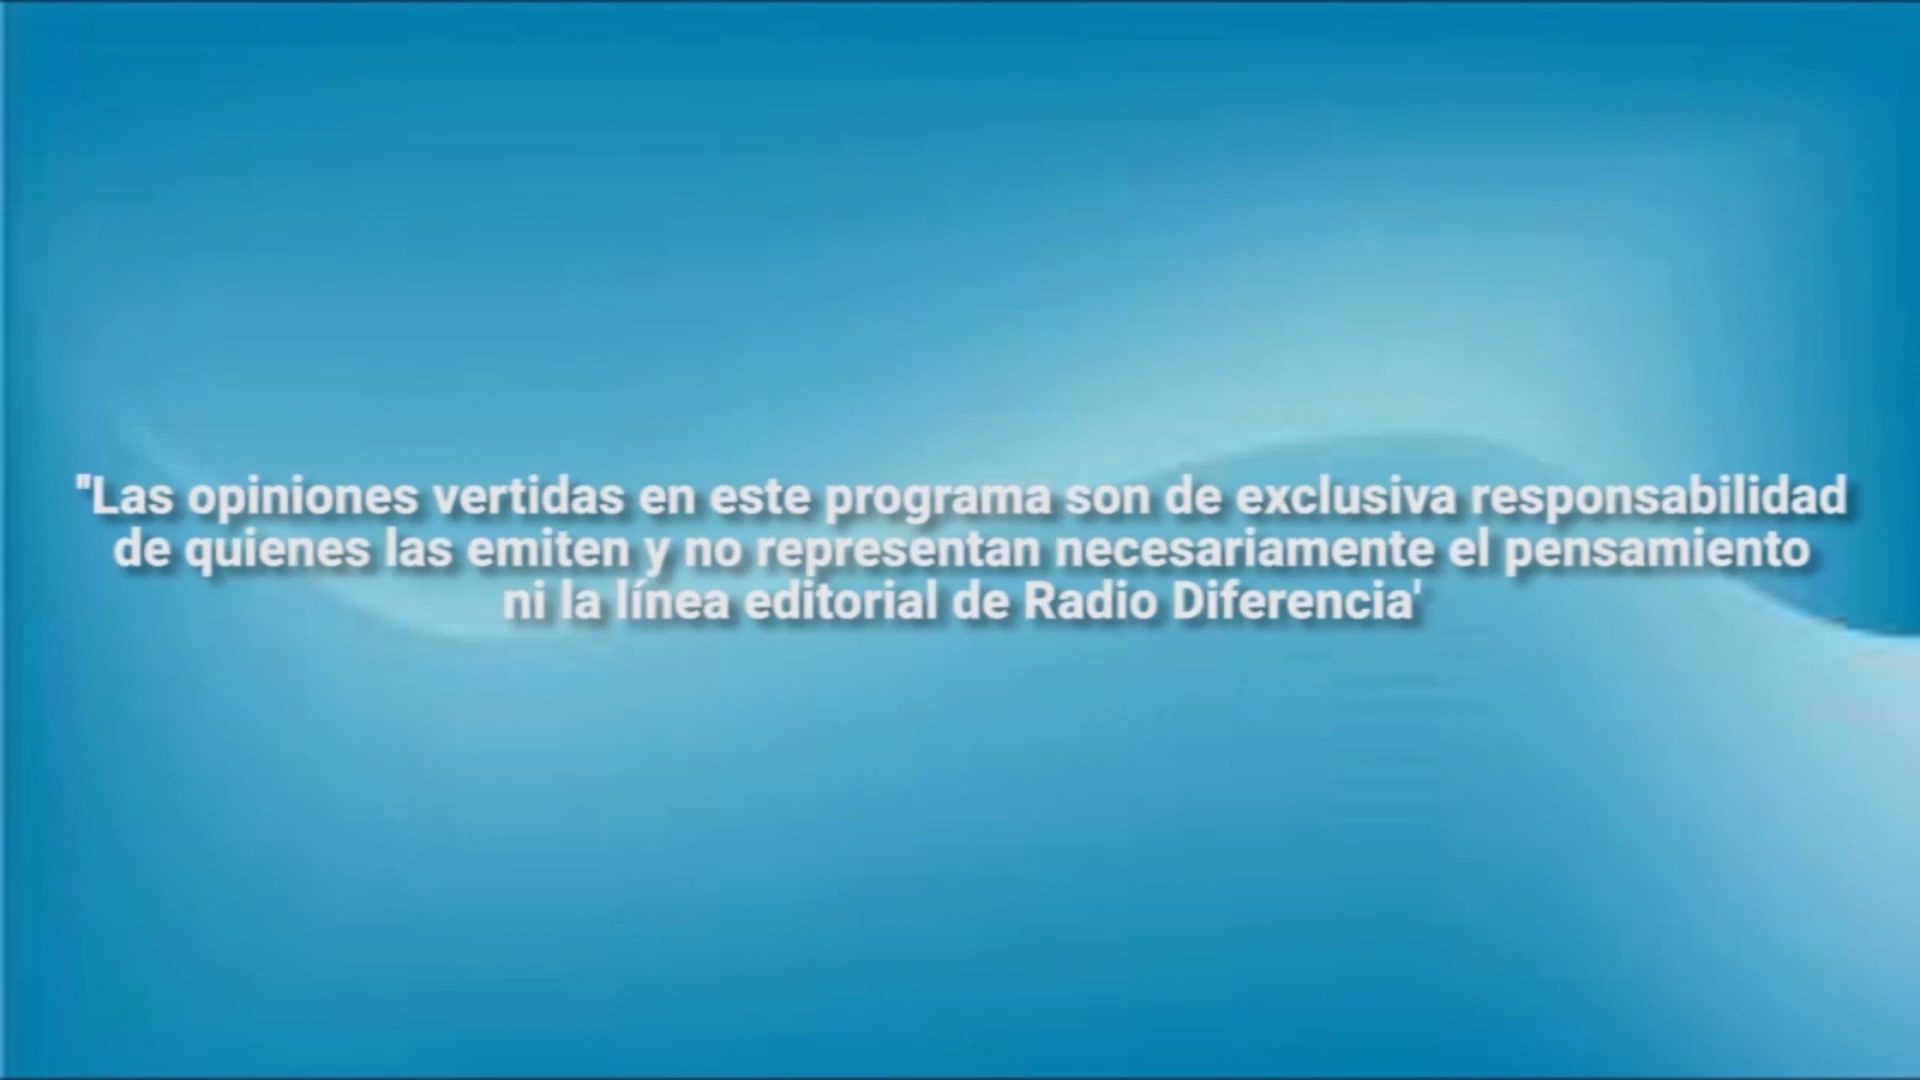 "Las opiniones vertidas en este programa son de exclusiva responsabilidad
de quienes las emiten y no representan necesariamente el pensamiento
ni la línea editorial de Radio Diferencia'